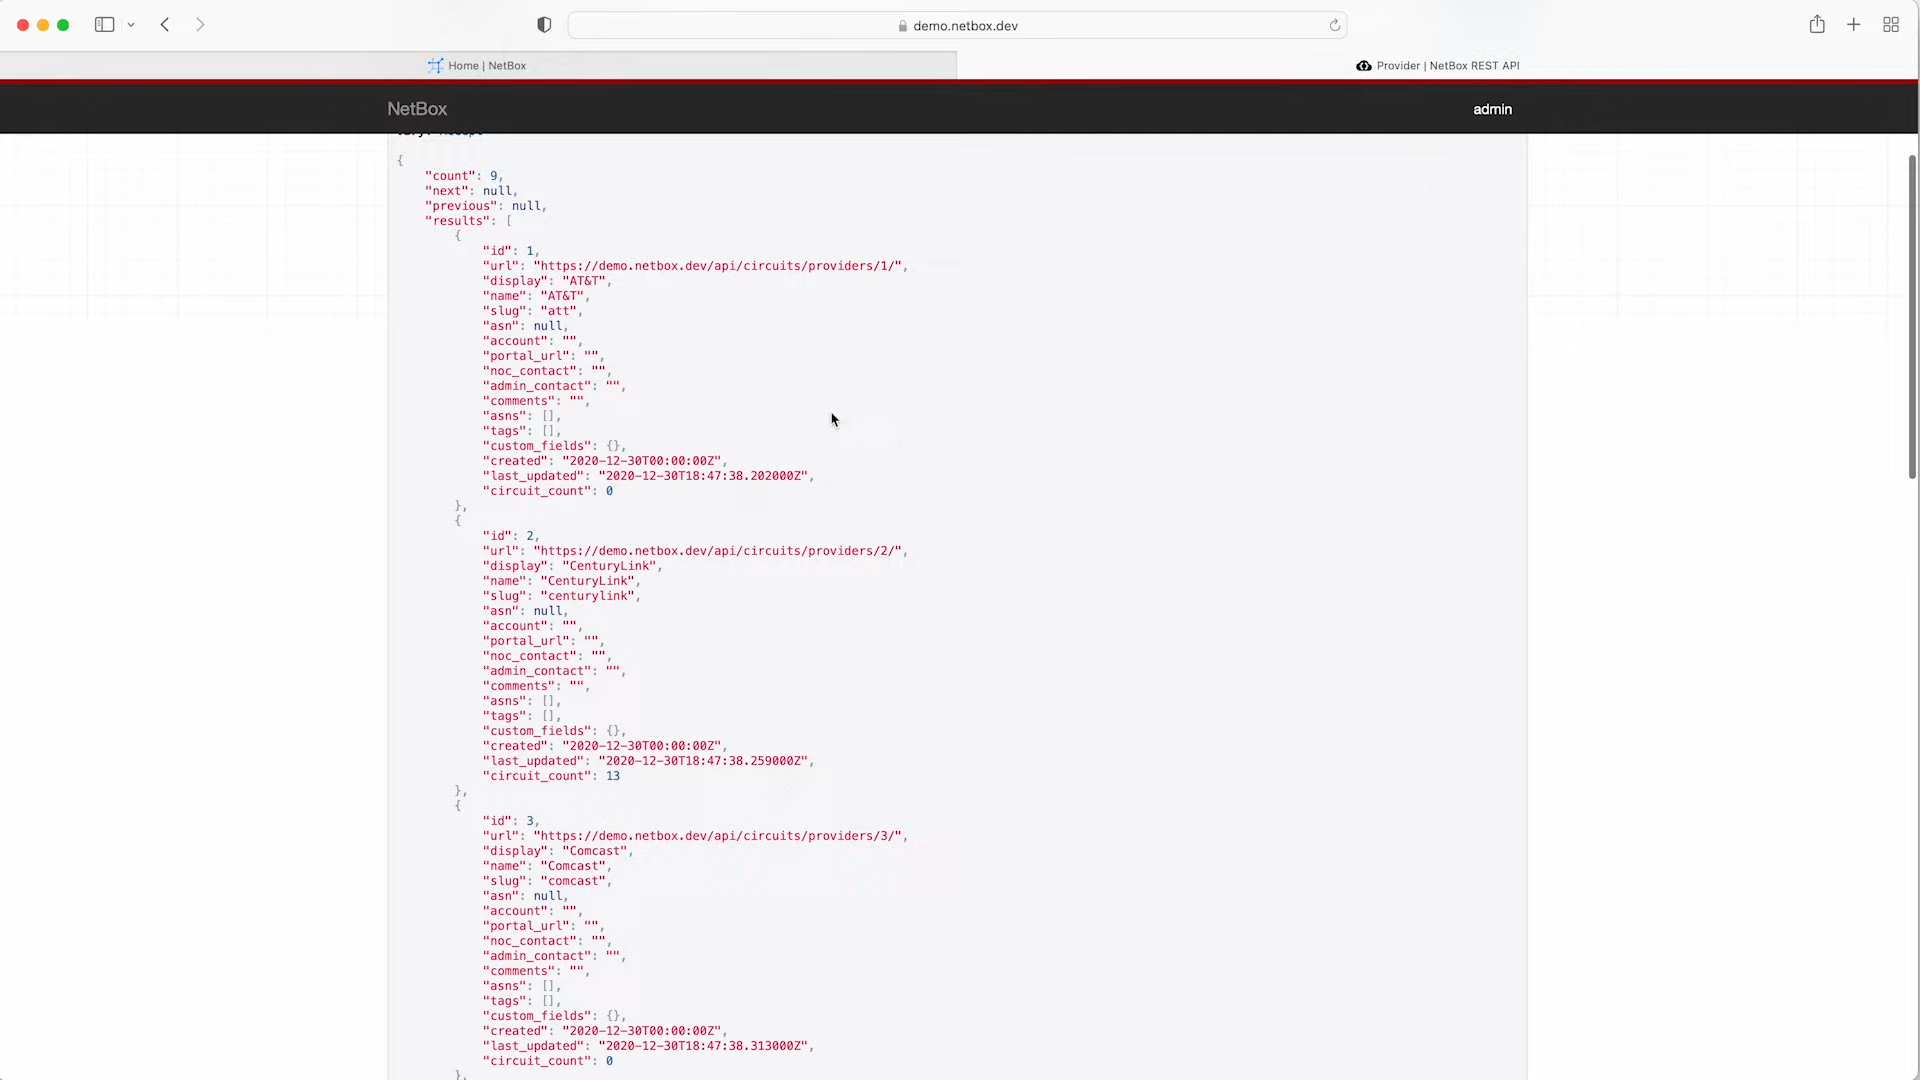 demo.netbox.dev
Home | NetBox
Provider | NetBox REST API
NetBox
admin
{
"count": 9,
"next": null,
"previous": null,
"results": [
{
"id": 1,
"url": "https://demo.netbox.dev/api/circuits/providers/1/",
"display": "AT&T",
"name": "AT&T",
"slug": "att",
"asn": null,
"account": "",
"portal_url": "",
"noc_contact": "",
"admin_contact": "",
"comments": "",
"asns": [],
"tags": [],
"custom_fields": {},
"created": "2020-12-30T00:00:00Z",
"last_updated": "2020-12-30T18:47:38.202000Z",
"circuit_count": 0
},
{
"id": 2,
"url": "https://demo.netbox.dev/api/circuits/providers/2/",
"display": "CenturyLink",
"name": "CenturyLink",
"slug": "centurylink",
"asn": null,
"account": "",
"portal_url": "",
"noc_contact": "",
"admin_contact": "",
"comments": "",
"asns": [],
"tags": [],
"custom_fields": {},
"created": "2020-12-30T00:00:00Z",
"last_updated": "2020-12-30T18:47:38.259000Z",
"circuit_count": 13
},
{
"id": 3,
"url": "https://demo.netbox.dev/api/circuits/providers/3/",
"display": "Comcast",
"name": "Comcast",
"slug": "comcast",
"asn": null,
"account": "",
"portal_url": "",
"noc_contact": "",
"admin_contact": "",
"comments": "",
"asns": [],
"tags": [],
"custom_fields": {},
"created": "2020-12-30T00:00:00Z",
"last_updated": "2020-12-30T18:47:38.313000Z",
"circuit_count": 0
},